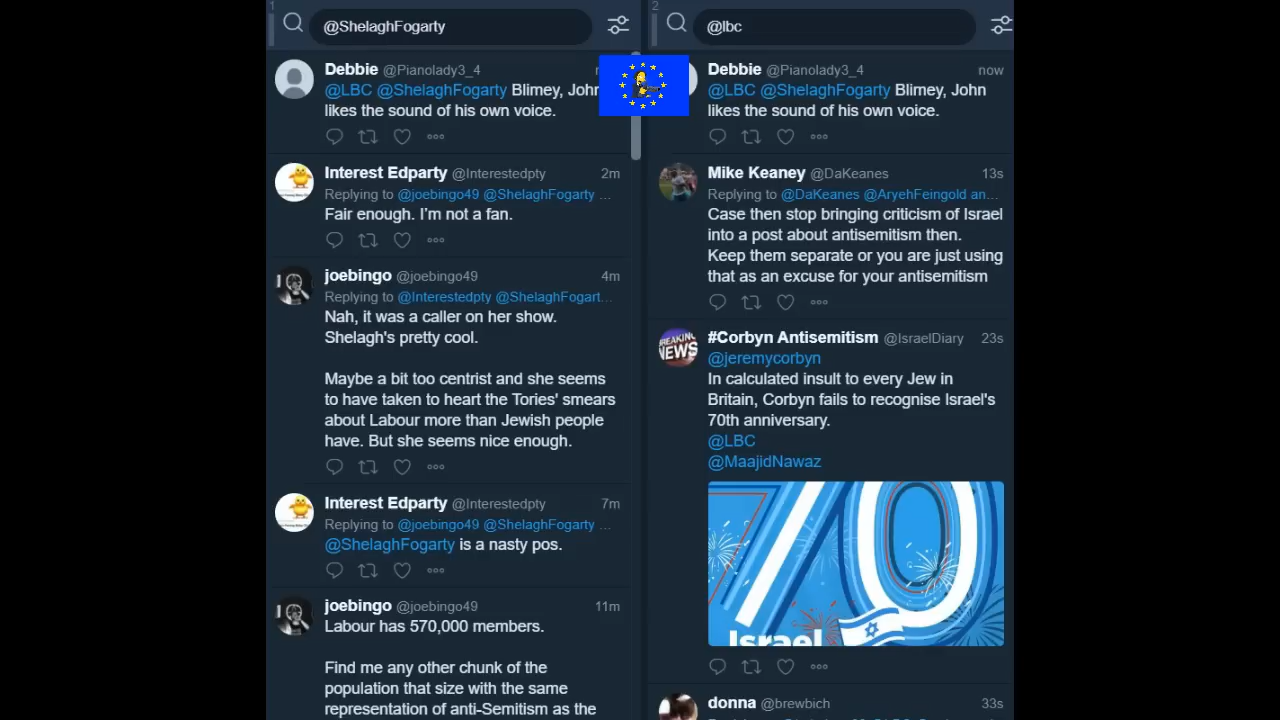 1
@ShelaghFogarty
Debbie @Pianolady3_4
@LBC @ShelaghFogarty Blimey, John
likes the sound of his own voice.
Interest Edparty @Interestedpty 2m
Replying to @joebingo49 @ShelaghFogarty ...
Fair enough. I'm not a fan.
joebingo @joebingo49 4m
Replying to @Interestedpty @ShelaghFogart...
Nah, it was a caller on her show.
Shelagh's pretty cool.
Maybe a bit too centrist and she seems
to have taken to heart the Tories' smears
about Labour more than Jewish people
have. But she seems nice enough.
Interest Edparty @Interestedpty 7m
Replying to @joebingo49 @ShelaghFogarty ...
@ShelaghFogarty is a nasty pos.
joebingo @joebingo49 11m
Labour has 570,000 members.
Find me any other chunk of the
population that size with the same
representation of anti-Semitism as the
2
@lbc
Debbie @Pianolady3_4 now
@LBC @ShelaghFogarty Blimey, John
likes the sound of his own voice.
Mike Keaney @DaKeanes 13s
Replying to @DaKeanes @AryehFeingold an...
Case then stop bringing criticism of Israel
into a post about antisemitism then.
Keep them separate or you are just using
that as an excuse for your antisemitism
#Corbyn Antisemitism @IsraelDiary 23s
@jeremycorbyn
In calculated insult to every Jew in
Britain, Corbyn fails to recognise Israel's
70th anniversary.
@LBC
@MaajidNawaz
70
Israel
BREAKING
NEWS
donna @brewbich 33s